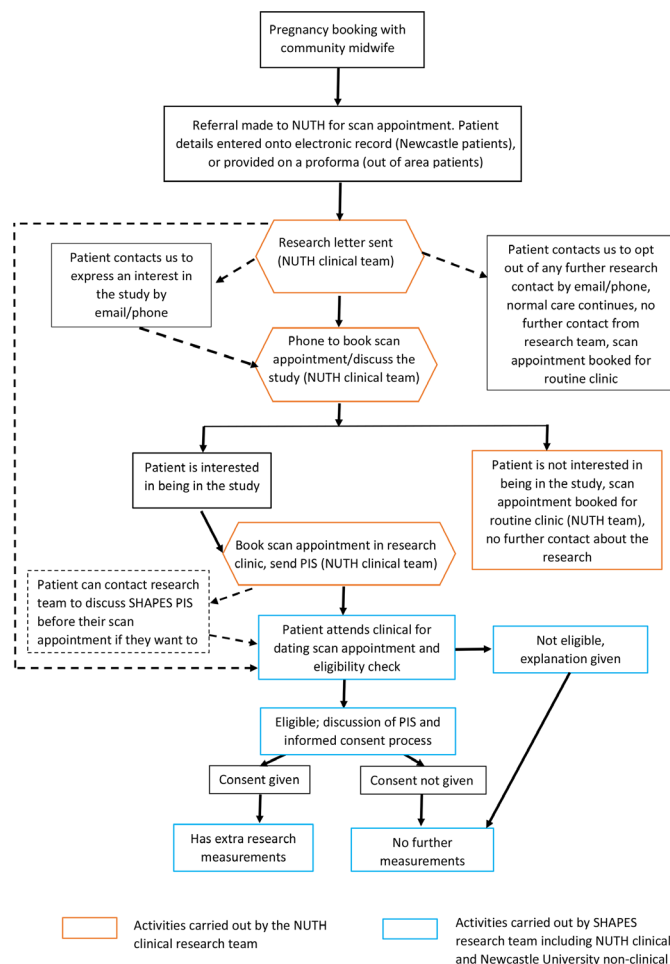 Pregnancy booking with
community midwife
Referral made to NUTH for scan appointment. Patient
details entered onto electronic record (Newcastle patients),
or provided on a proforma (out of area patients)
Research letter sent
(NUTH clinical team)
Patient contacts us to
express an interest in
the study by
email/phone
Patient contacts us to opt
out of any further research
contact by email/phone,
normal care continues, no
further contact from
research team, scan
appointment booked for
routine clinic
Phone to book scan
appointment/discuss the
study (NUTH clinical team)
Patient is interested
in being in the study
Patient is not interested in
being in the study, scan
appointment booked for
routine clinic (NUTH team),
no further contact about the
research
Book scan appointment in research
clinic, send PIS (NUTH clinical team)
Patient can contact research
team to discuss SHAPES PIS
before their scan
appointment if they want to
Patient attends clinical for
dating scan appointment and
eligibility check
Not eligible,
explanation given
Eligible; discussion of PIS and
informed consent process
Consent given
Consent not given
Has extra research
measurements
No further
measurements
Activities carried out by the NUTH
clinical research team
Activities carried out by SHAPES
research team including NUTH clinical
and Newcastle University non-clinical